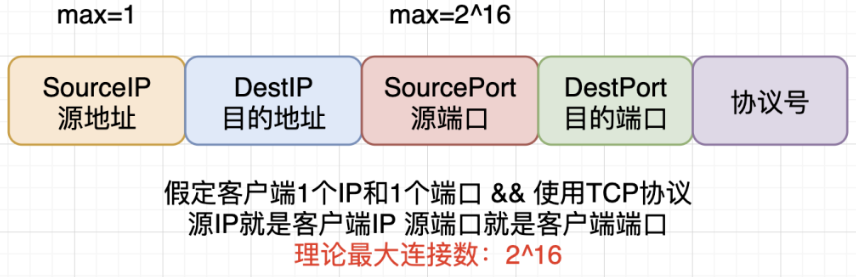 max=1 max=2^16
SourceIP DestIP SourcePort DestPort 协议号
源地址 目的地址 源端口 目的端口
假定客户端1个IP和1个端口 && 使用TCP协议
源IP就是客户端IP 源端口就是客户端端口
理论最大连接数：2^16